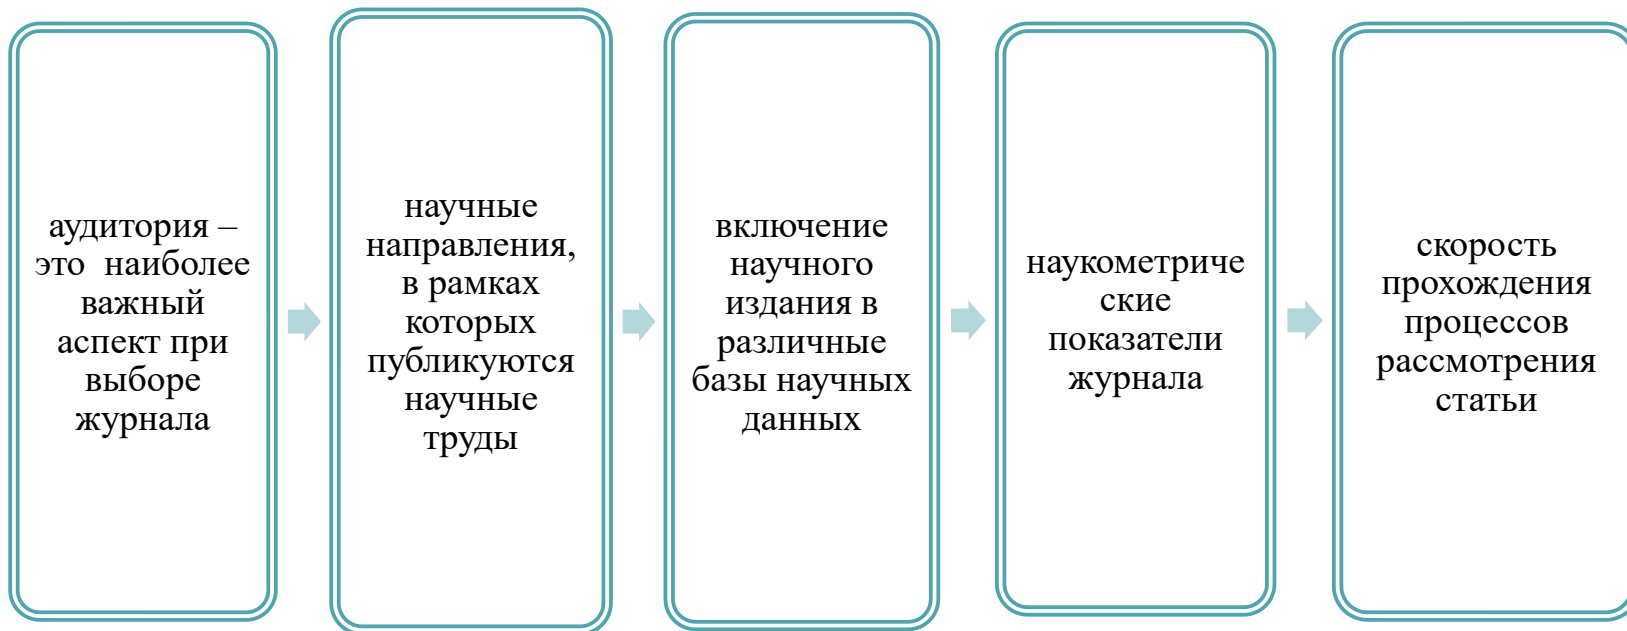 аудитория –
это наиболее
важный
аспект при
выборе
журнала
научные
направления,
в рамках
которых
публикуются
научные
труды
включение
научного
издания в
различные
базы научных
данных
наукометриче
ские
показатели
журнала
скорость
прохождения
процессов
рассмотрения
статьи